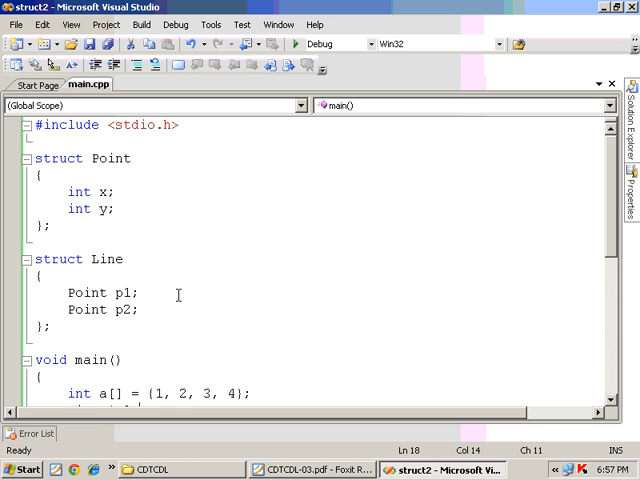 struct2 - Microsoft Visual Studio
File Edit View Project Build Debug Tools Window Help
Debug Win32
Start Page main.cpp
(Global Scope) main()
#include <stdio.h>
struct Point
{
int x;
int y;
};
struct Line
{
Point p1;
Point p2;
};
void main()
{
int a[] = {1, 2, 3, 4};
Solution Explorer
Properties
Error List
Ready Ln 18 Col 14 Ch 11 INS
Start CDTCDL CDTCDL-03.pdf - Foxit R... struct2 - Microsoft Vi... 6:57 PM